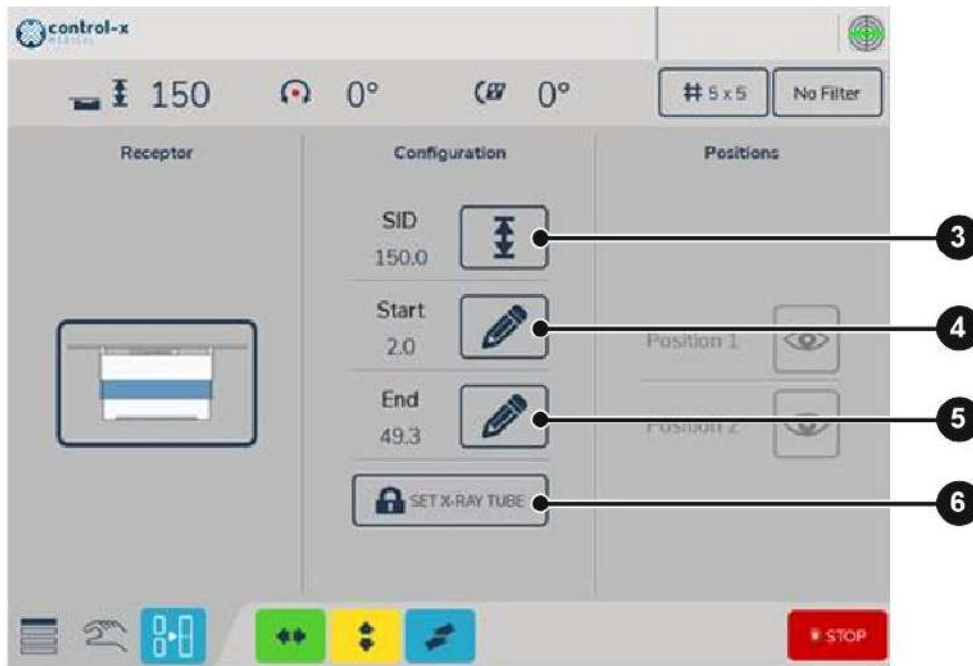 control-x
MEDICAL
150 0° 0° # 5 x 5 No Filter
Receptor Configuration Positions
SID
150.0
3
Start
2.0
4
Position 1
End
49.3
5
Position 2
SET X-RAY TUBE
6
STOP